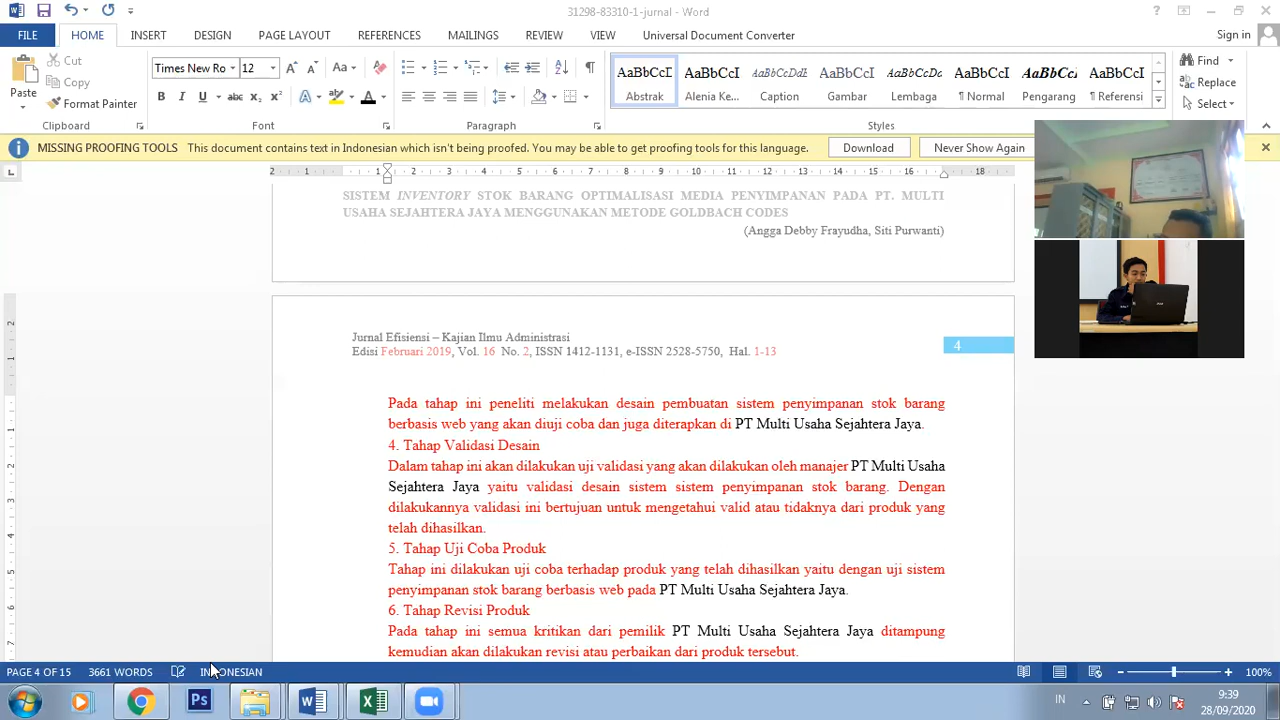 31298-83310-1-jurnal - Word
FILE HOME INSERT DESIGN PAGE LAYOUT REFERENCES MAILINGS REVIEW VIEW Universal Document Converter Sign in
Paste
Cut
Copy
Format Painter
Clipboard
Times New Ro 12
Font
Paragraph
Abstrak
Alenia Ke...
Caption
Gambar
Lembaga
¶ Normal
Pengarang
¶ Referensi
Styles
Find
Replace
Select
MISSING PROOFING TOOLS This document contains text in Indonesian which isn't being proofed. You may be able to get proofing tools for this language. Download Never Show Again
SISTEM INVENTORY STOK BARANG OPTIMALISASI MEDIA PENYIMPANAN PADA PT. MULTI
USAHA SEJAHTERA JAYA MENGGUNAKAN METODE GOLDBACH CODES
(Angga Debby Frayudha, Siti Purwanti)
Jurnal Efisiensi – Kajian Ilmu Administrasi
Edisi Februari 2019, Vol. 16 No. 2, ISSN 1412-1131, e-ISSN 2528-5750, Hal. 1-13
4
Pada tahap ini peneliti melakukan desain pembuatan sistem penyimpanan stok barang
berbasis web yang akan diuji coba dan juga diterapkan di PT Multi Usaha Sejahtera Jaya.
4. Tahap Validasi Desain
Dalam tahap ini akan dilakukan uji validasi yang akan dilakukan oleh manajer PT Multi Usaha
Sejahtera Jaya yaitu validasi desain sistem sistem penyimpanan stok barang. Dengan
dilakukannya validasi ini bertujuan untuk mengetahui valid atau tidaknya dari produk yang
telah dihasilkan.
5. Tahap Uji Coba Produk
Tahap ini dilakukan uji coba terhadap produk yang telah dihasilkan yaitu dengan uji sistem
penyimpanan stok barang berbasis web pada PT Multi Usaha Sejahtera Jaya.
6. Tahap Revisi Produk
Pada tahap ini semua kritikan dari pemilik PT Multi Usaha Sejahtera Jaya ditampung
kemudian akan dilakukan revisi atau perbaikan dari produk tersebut.
PAGE 4 OF 15 3661 WORDS INDONESIAN 100%
IN 9:39
28/09/2020